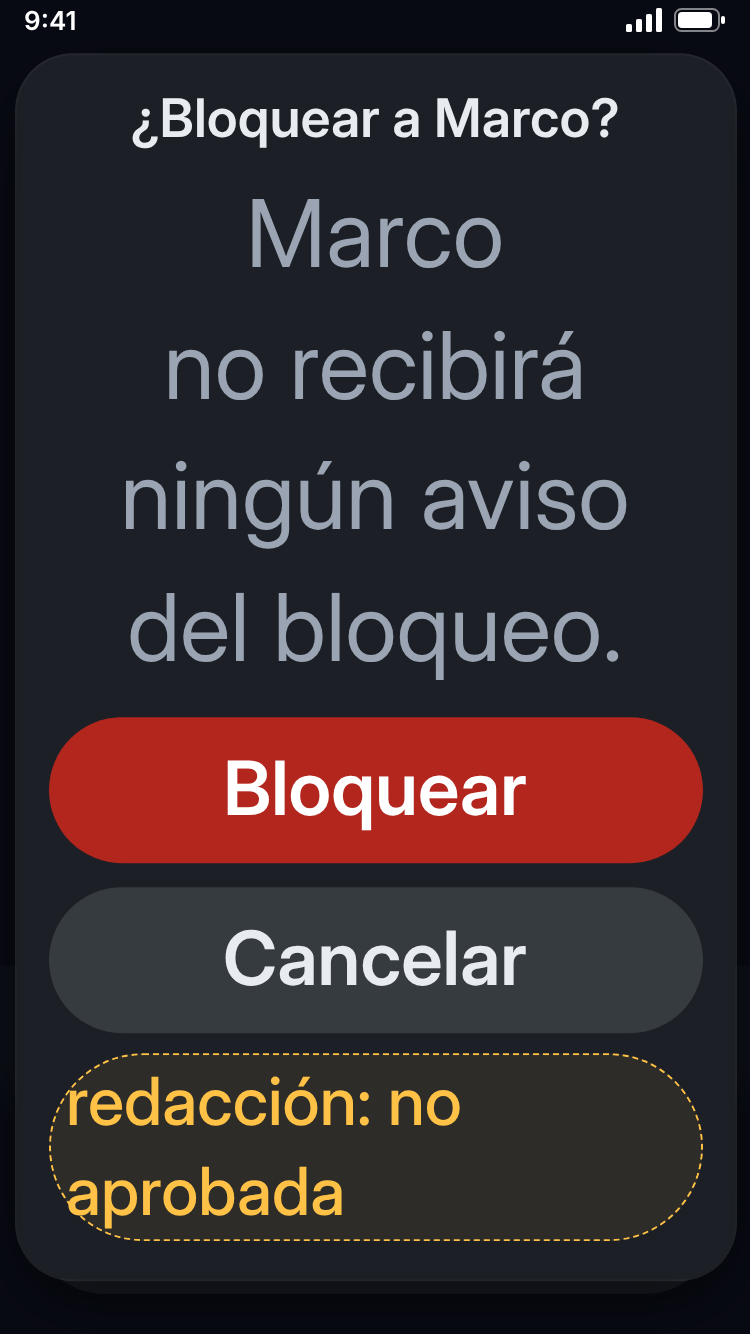 9:41
¿Bloquear a Marco?
Marco
no recibirá
ningún aviso
del bloqueo.
Bloquear
Cancelar
redacción: no
aprobada